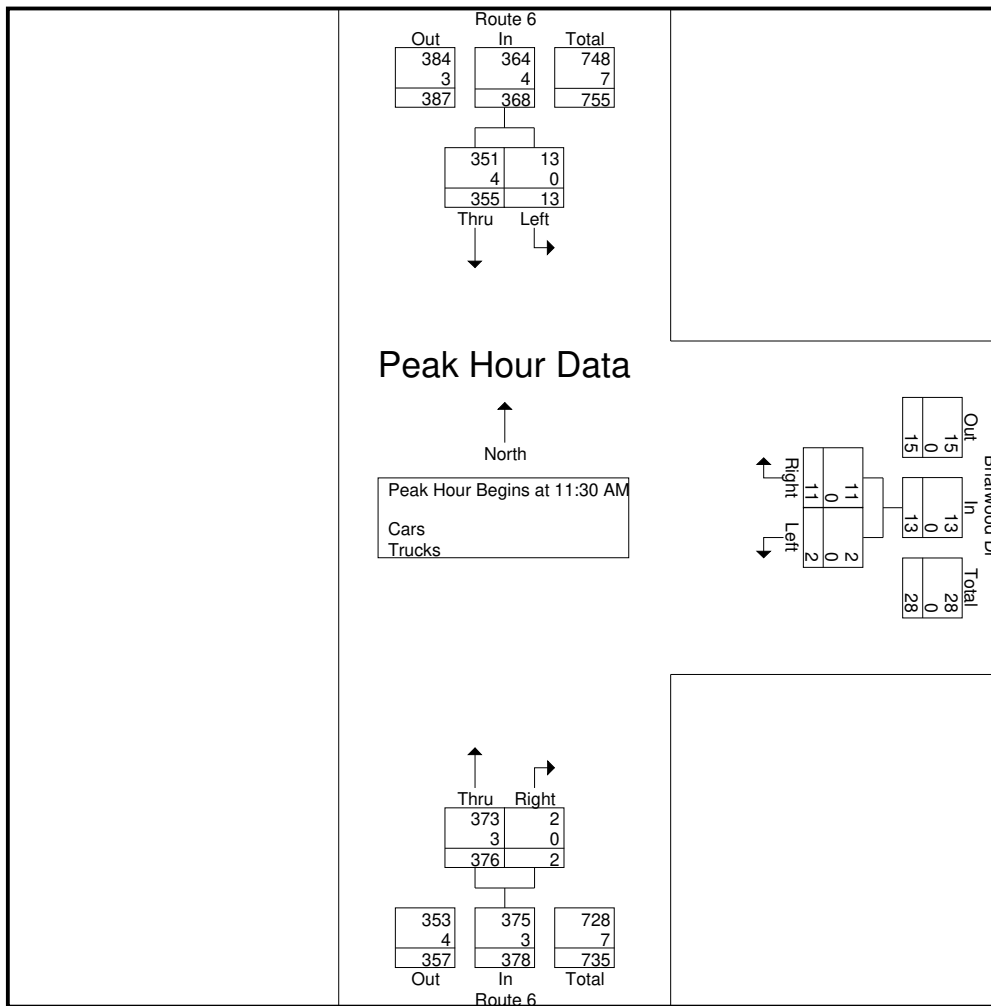 Route 6
Out In Total
384 364 748
3 4 7
387 368 755
351 13
4 0
355 13
Thru Left
Peak Hour Data
North
Peak Hour Begins at 11:30 AM
Cars
Trucks
Out
15
0
15
In
13
0
13
Total
28
0
28
11
0
11
Right
2
0
2
Left
Thru Right
373 2
3 0
376 2
353 375 728
4 3 7
357 378 735
Out In Total
Route 6